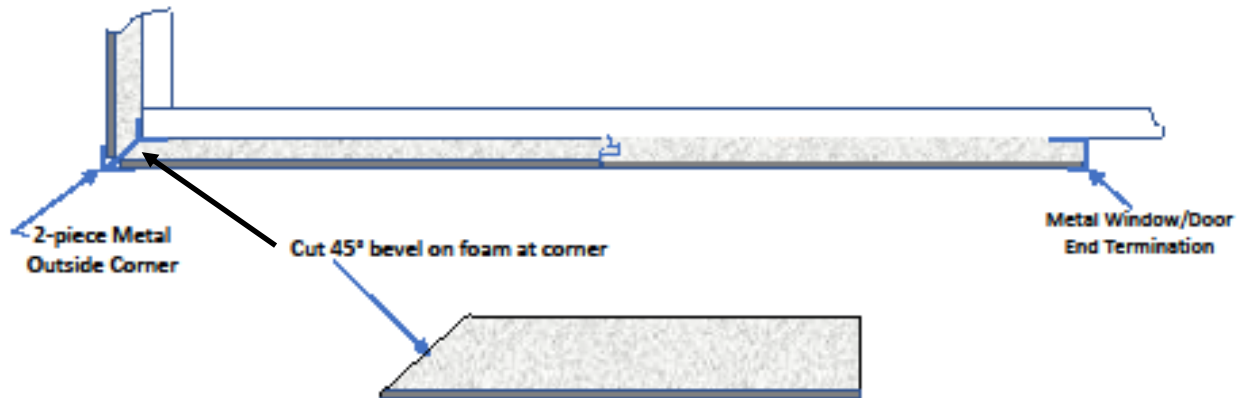 2-piece Metal
Outside Corner
Cut 45° bevel on foam at corner
Metal Window/Door
End Termination